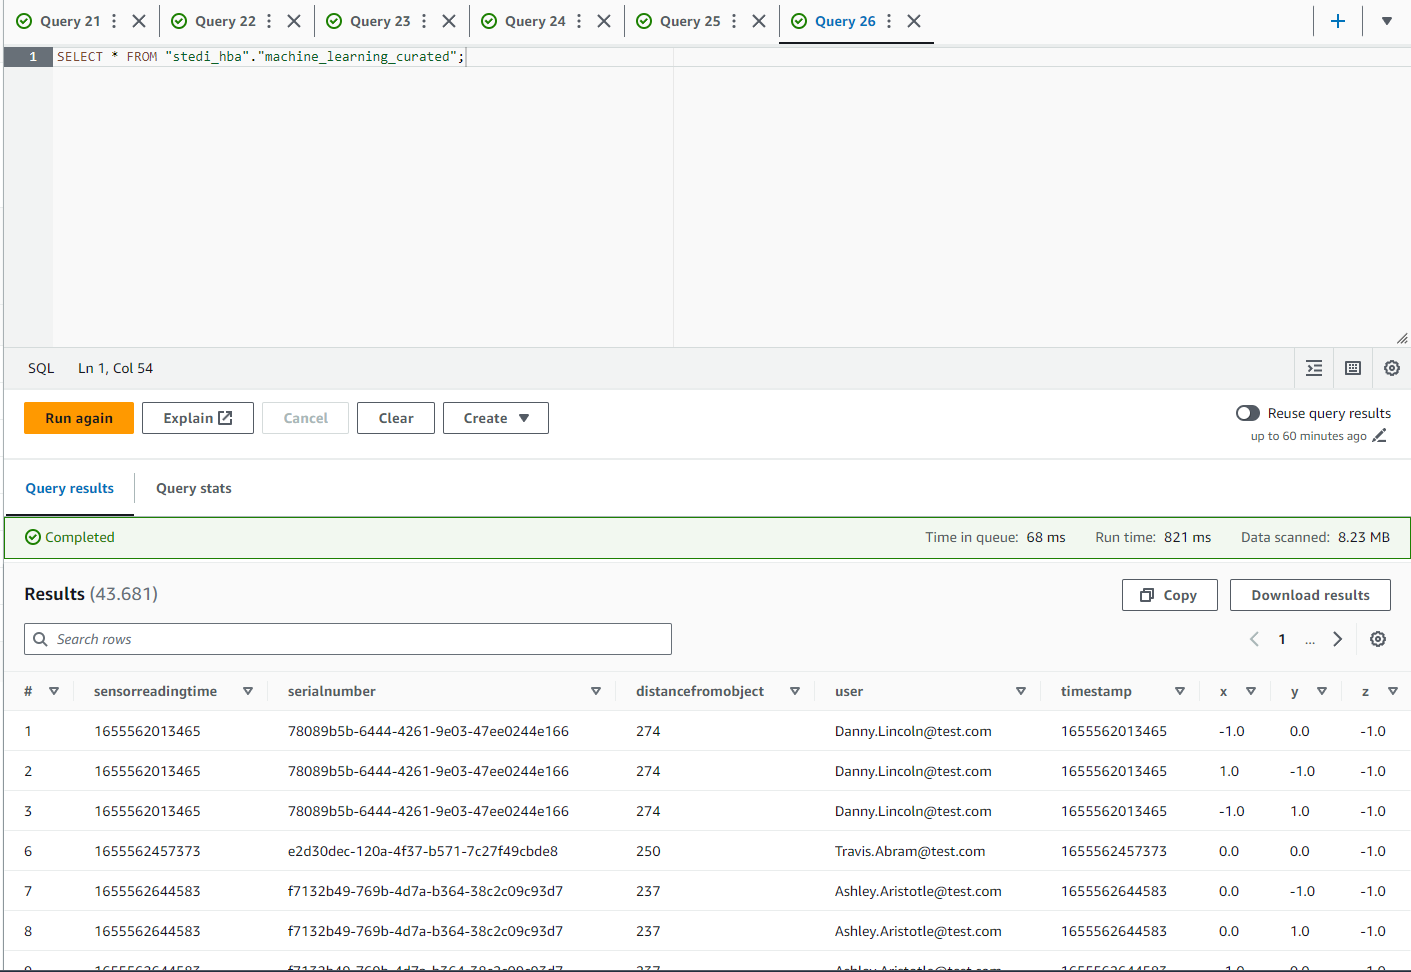 Query 21 Query 22 Query 23 Query 24 Query 25 Query 26
1 SELECT * FROM "stedi_hba"."machine_learning_curated";
SQL Ln 1, Col 54
Run again Explain Cancel Clear Create Reuse query results
up to 60 minutes ago
Query results Query stats
Completed Time in queue: 68 ms Run time: 821 ms Data scanned: 8.23 MB
Results (43.681) Copy Download results
Search rows 1 ...
# sensorreadingtime serialnumber distancefromobject user timestamp x y z
1 1655562013465 78089b5b-6444-4261-9e03-47ee0244e166 274 Danny.Lincoln@test.com 1655562013465 -1.0 0.0 -1.0
2 1655562013465 78089b5b-6444-4261-9e03-47ee0244e166 274 Danny.Lincoln@test.com 1655562013465 1.0 -1.0 -1.0
3 1655562013465 78089b5b-6444-4261-9e03-47ee0244e166 274 Danny.Lincoln@test.com 1655562013465 -1.0 1.0 -1.0
6 1655562457373 e2d30dec-120a-4f37-b571-7c27f49cbde8 250 Travis.Abram@test.com 1655562457373 0.0 0.0 -1.0
7 1655562644583 f7132b49-769b-4d7a-b364-38c2c09c93d7 237 Ashley.Aristotle@test.com 1655562644583 0.0 -1.0 -1.0
8 1655562644583 f7132b49-769b-4d7a-b364-38c2c09c93d7 237 Ashley.Aristotle@test.com 1655562644583 0.0 1.0 -1.0